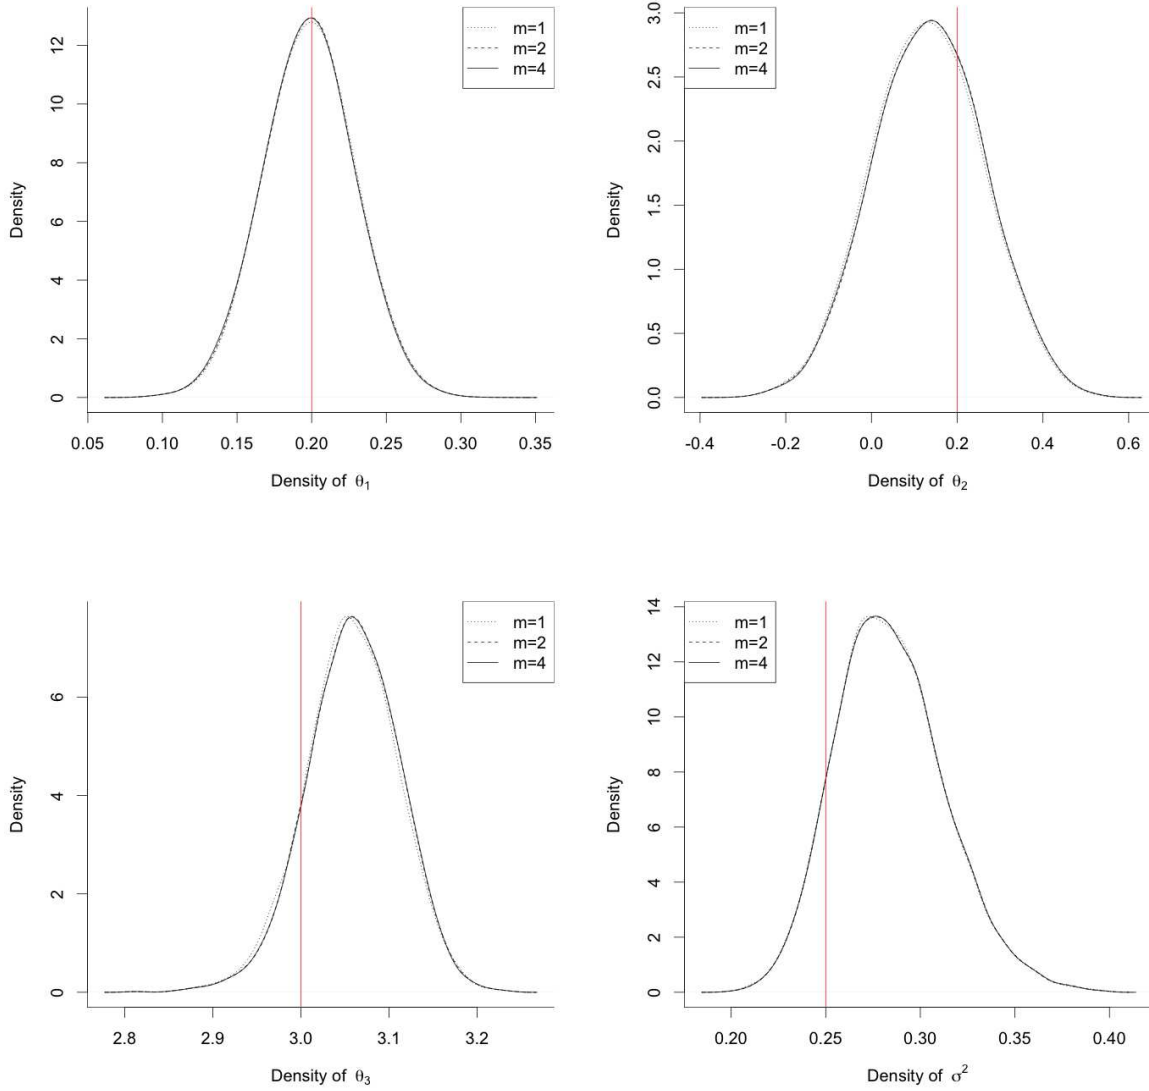 m=1
m=2
m=4
Density
12
10
8
6
4
2
0
0.05 0.10 0.15 0.20 0.25 0.30 0.35
Density of θ1
m=1
m=2
m=4
Density
3.0
2.5
2.0
1.5
1.0
0.5
0.0
-0.4 -0.2 0.0 0.2 0.4 0.6
Density of θ2
m=1
m=2
m=4
Density
6
4
2
0
2.8 2.9 3.0 3.1 3.2
Density of θ3
m=1
m=2
m=4
Density
14
12
10
8
6
4
2
0
0.20 0.25 0.30 0.35 0.40
Density of σ²